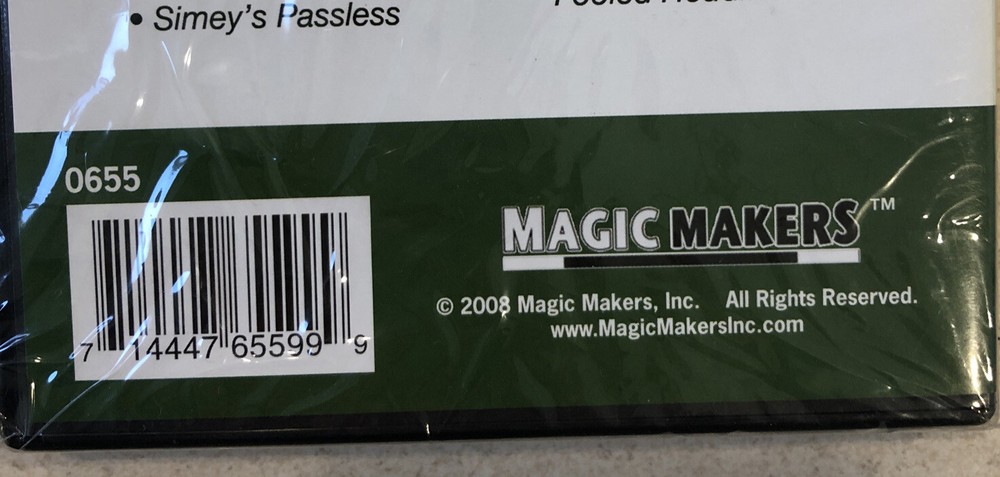 • Simey's Passless
0655
7 14447 65599 9
MAGIC MAKERS™
© 2008 Magic Makers, Inc. All Rights Reserved.
www.MagicMakersInc.com